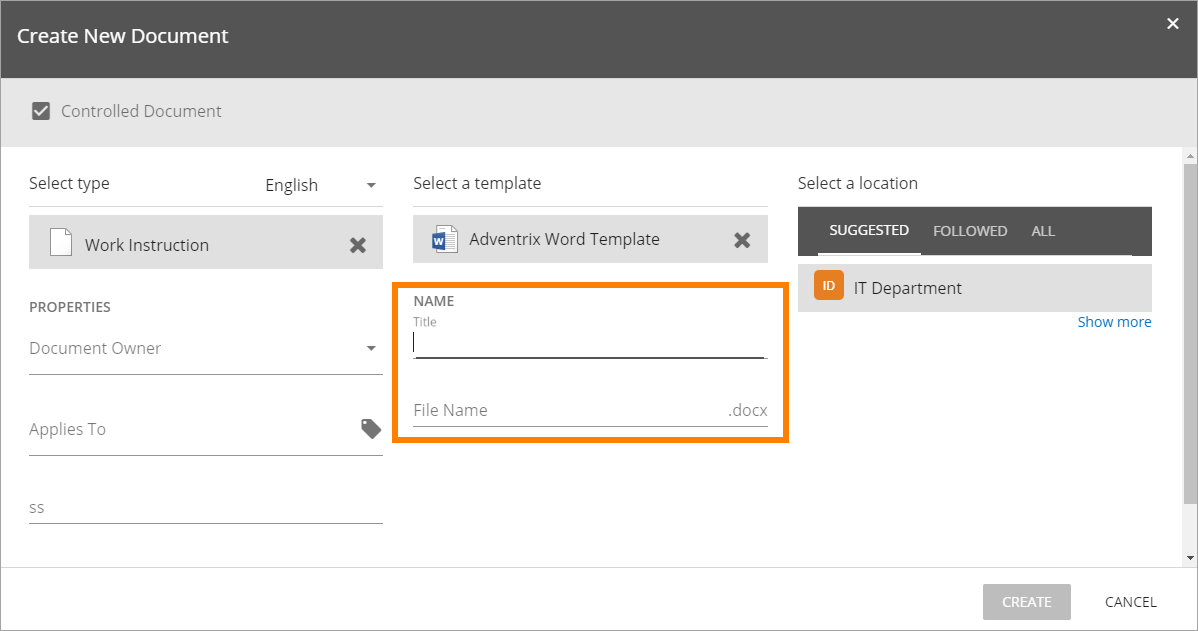 Create New Document
Controlled Document
Select type
English
Work Instruction
PROPERTIES
Document Owner
Applies To
ss
Select a template
W
Adventrix Word Template
NAME
Title
File Name
.docx
Select a location
SUGGESTED
FOLLOWED
ALL
ID
IT Department
Show more
CREATE
CANCEL